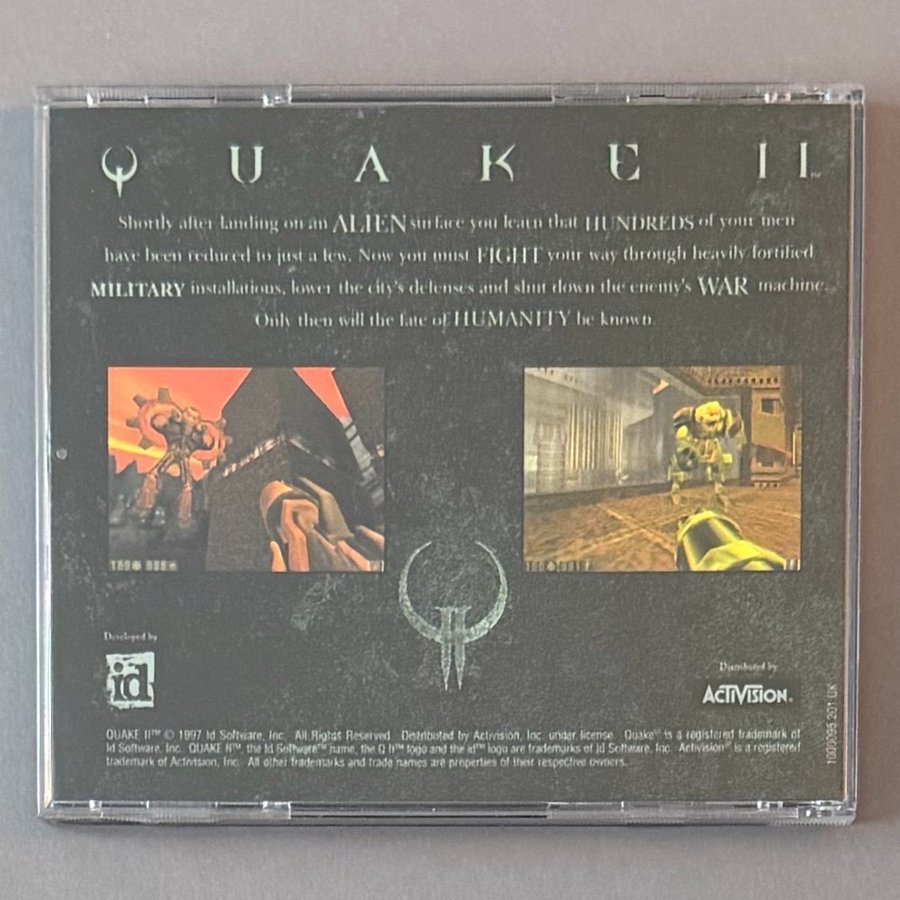 QUAKE II™
Shortly after landing on an ALIEN surface you learn that HUNDREDS of your men
have been reduced to just a few. Now you must FIGHT your way through heavily fortified
MILITARY installations, lower the city's defenses and shut down the enemy's WAR machine.
Only then will the fate of HUMANITY be known.
Developed by
id
Distributed by
ACTIVISION.
QUAKE II™ © 1997 Id Software, Inc. All Rights Reserved. Distributed by Activision, Inc. under license. Quake® is a registered trademark of
Id Software, Inc. QUAKE II™, the Id Software™ name, the Q II™ logo and the id™ logo are trademarks of Id Software, Inc. Activision® is a registered
trademark of Activision, Inc. All other trademarks and trade names are properties of their respective owners.
1000095.201.UK